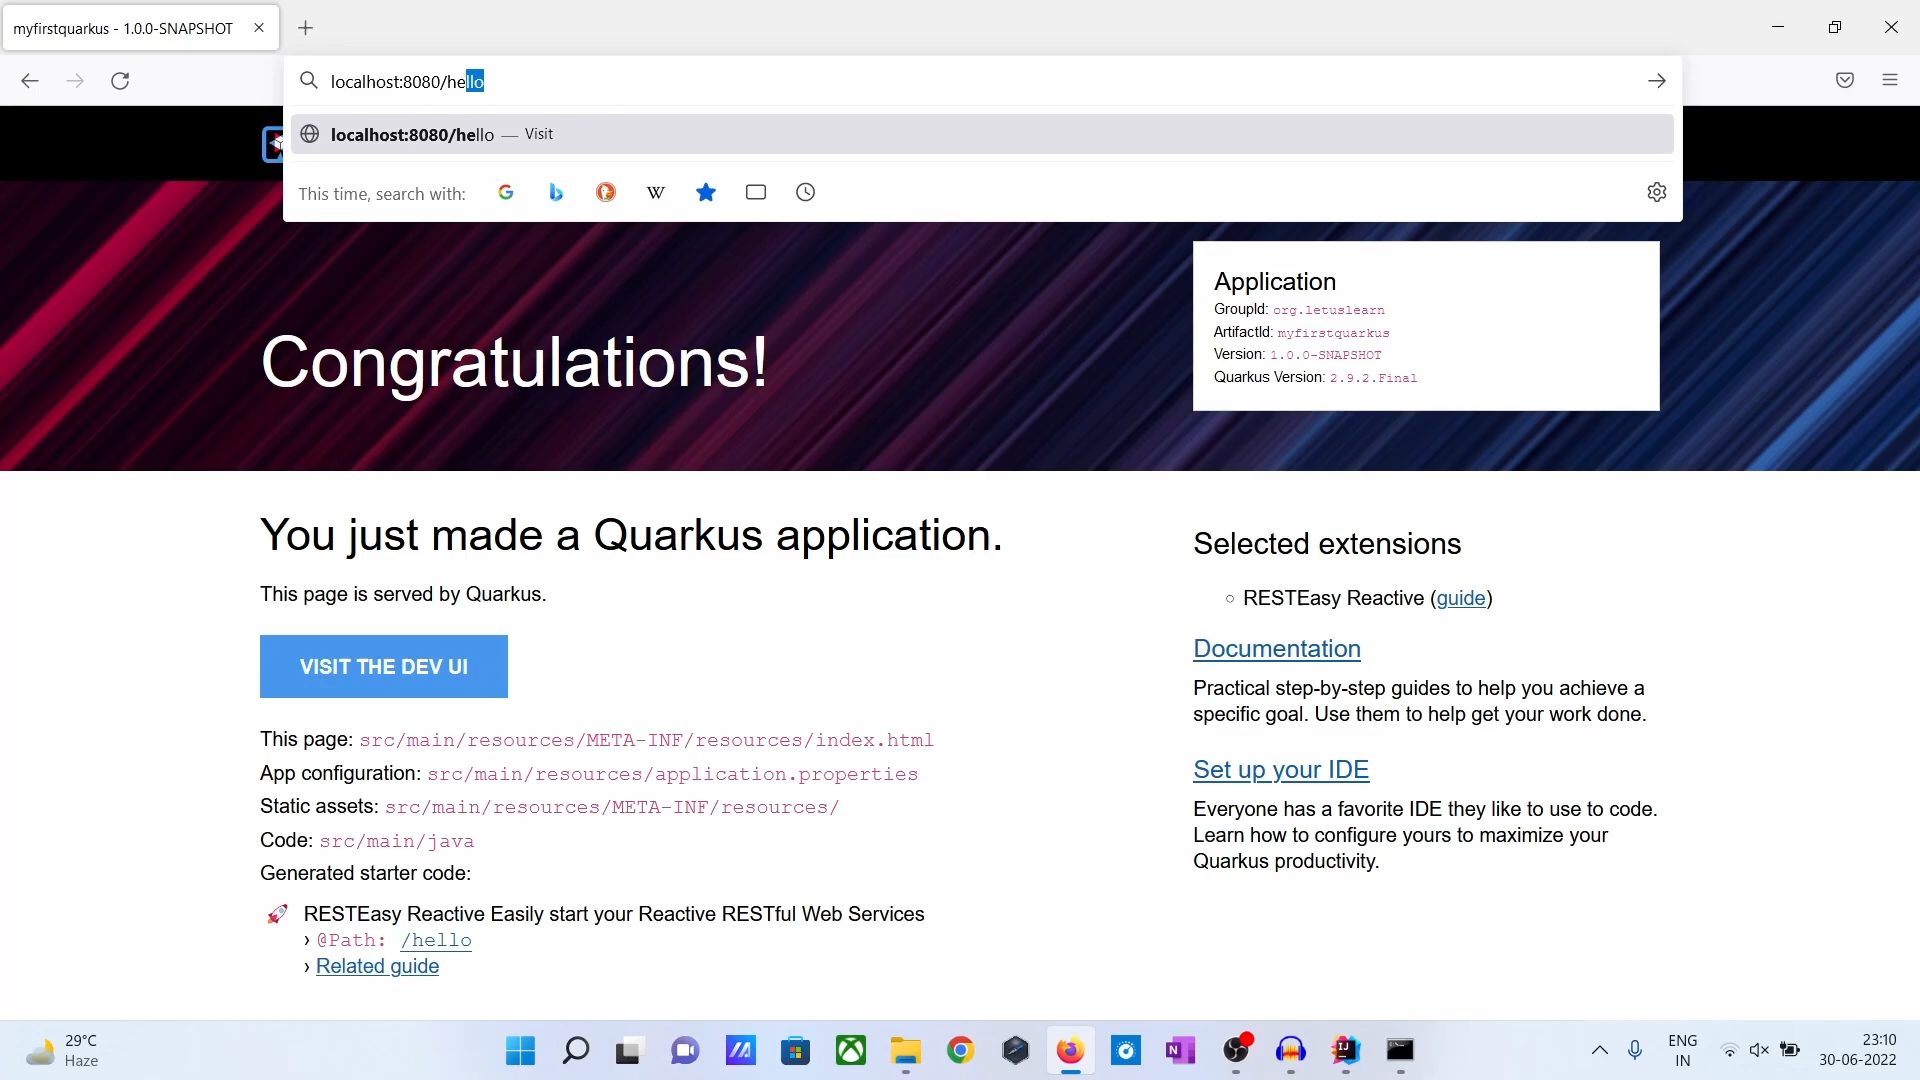 myfirstquarkus - 1.0.0-SNAPSHOT
localhost:8080/hello
localhost:8080/hello — Visit
This time, search with:
Application
GroupId: org.letuslearn
ArtifactId: myfirstquarkus
Version: 1.0.0-SNAPSHOT
Quarkus Version: 2.9.2.Final
Congratulations!
You just made a Quarkus application.
This page is served by Quarkus.
VISIT THE DEV UI
This page: src/main/resources/META-INF/resources/index.html
App configuration: src/main/resources/application.properties
Static assets: src/main/resources/META-INF/resources/
Code: src/main/java
Generated starter code:
RESTEasy Reactive Easily start your Reactive RESTful Web Services
› @Path: /hello
› Related guide
Selected extensions
RESTEasy Reactive (guide)
Documentation
Practical step-by-step guides to help you achieve a
specific goal. Use them to help get your work done.
Set up your IDE
Everyone has a favorite IDE they like to use to code.
Learn how to configure yours to maximize your
Quarkus productivity.
29°C
Haze
ENG
IN
23:10
30-06-2022